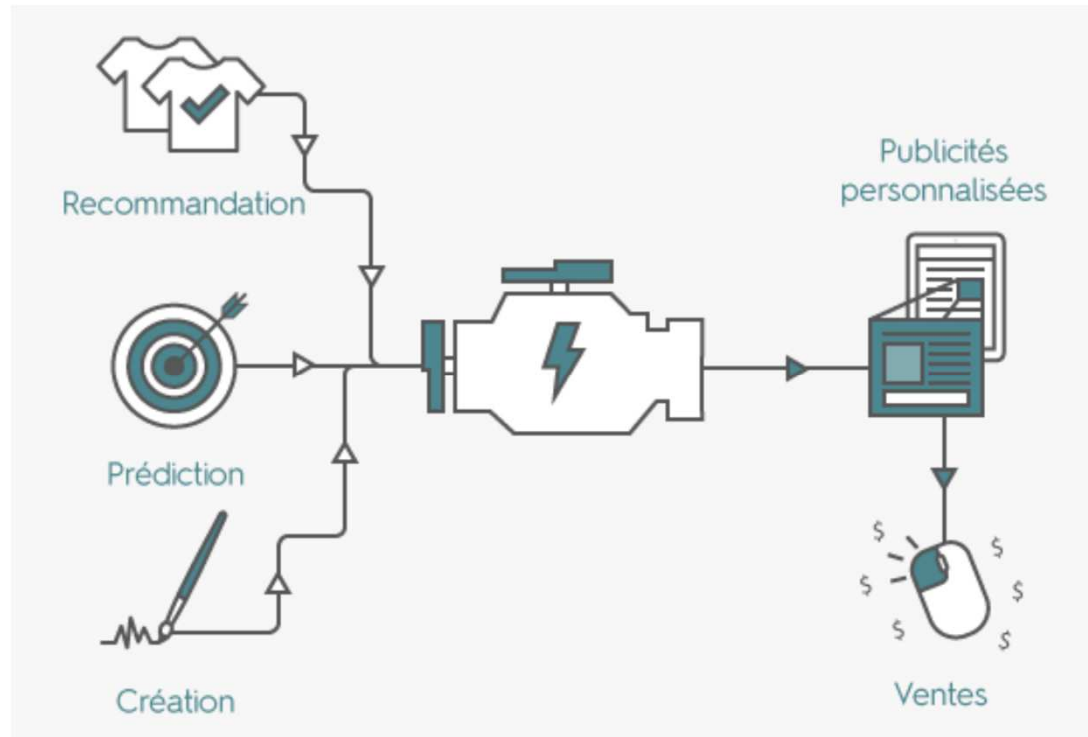 Recommandation
Prédiction
Création
Publicités
personnalisées
$
$
$
$
$
$
Ventes